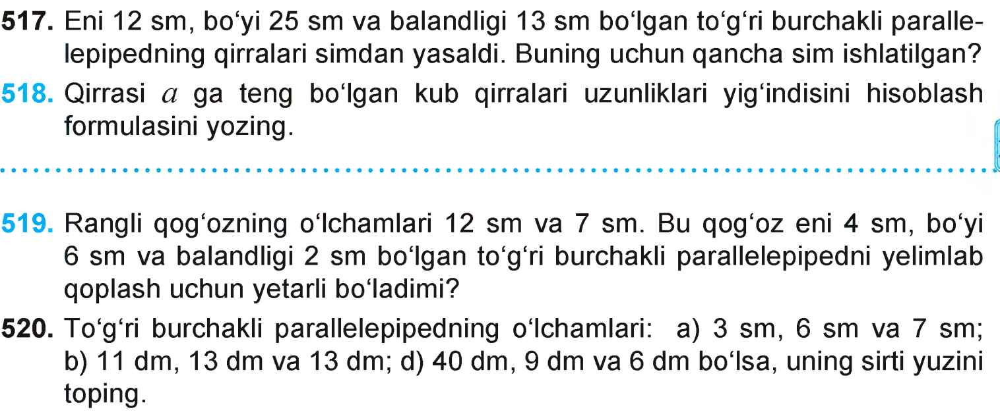 517. Eni 12 sm, bo‘yi 25 sm va balandligi 13 sm bo‘lgan to‘g‘ri burchakli paralle-
lepipedning qirralari simdan yasaldi. Buning uchun qancha sim ishlatilgan?
518. Qirrasi a ga teng bo‘lgan kub qirralari uzunliklari yig‘indisini hisoblash
formulasini yozing.
519. Rangli qog‘ozning o‘lchamlari 12 sm va 7 sm. Bu qog‘oz eni 4 sm, bo‘yi
6 sm va balandligi 2 sm bo‘lgan to‘g‘ri burchakli parallelepipedni yelimlab
qoplash uchun yetarli bo‘ladimi?
520. To‘g‘ri burchakli parallelepipedning o‘lchamlari: a) 3 sm, 6 sm va 7 sm;
b) 11 dm, 13 dm va 13 dm; d) 40 dm, 9 dm va 6 dm bo‘lsa, uning sirti yuzini
toping.